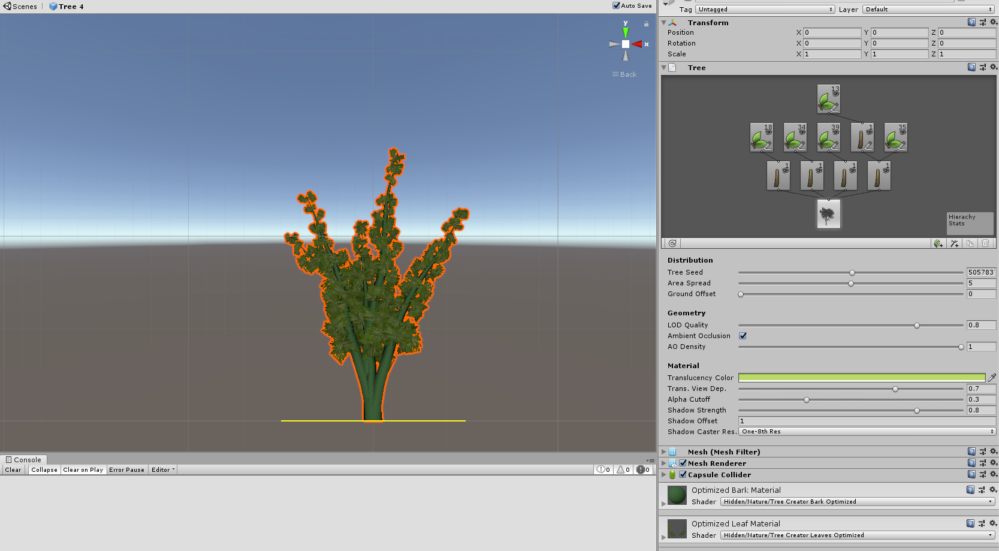 Scenes Tree 4
Auto Save
y
x
Back
Console
Clear Collapse Clear on Play Error Pause Editor 0 0 0
Tag Untagged Layer Default
Transform
Position X 0 Y 0 Z 0
Rotation X 0 Y 0 Z 0
Scale X 1 Y 1 Z 1
Tree
13
18 34 39 1 35
1 1 1 1
Hierachy
Stats
Distribution
Tree Seed 505783
Area Spread 5
Ground Offset 0
Geometry
LOD Quality 0.8
Ambient Occlusion
AO Density 1
Material
Translucency Color
Trans. View Dep. 0.7
Alpha Cutoff 0.3
Shadow Strength 0.8
Shadow Offset 1
Shadow Caster Res. One-8th Res
Mesh (Mesh Filter)
Mesh Renderer
Capsule Collider
Optimized Bark Material
Shader Hidden/Nature/Tree Creator Bark Optimized
Optimized Leaf Material
Shader Hidden/Nature/Tree Creator Leaves Optimized